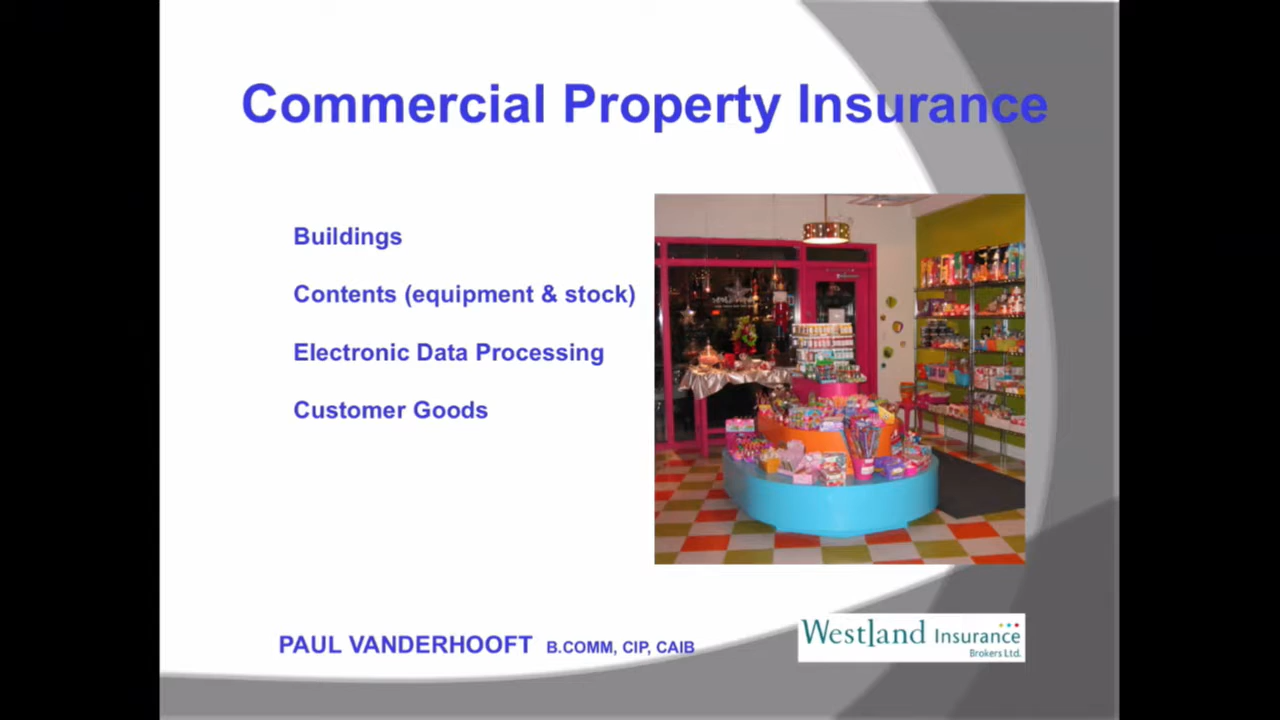 Commercial Property Insurance
Buildings
Contents (equipment & stock)
Electronic Data Processing
Customer Goods
PAUL VANDERHOOFT B.COMM, CIP, CAIB
Westland Insurance
Brokers Ltd.